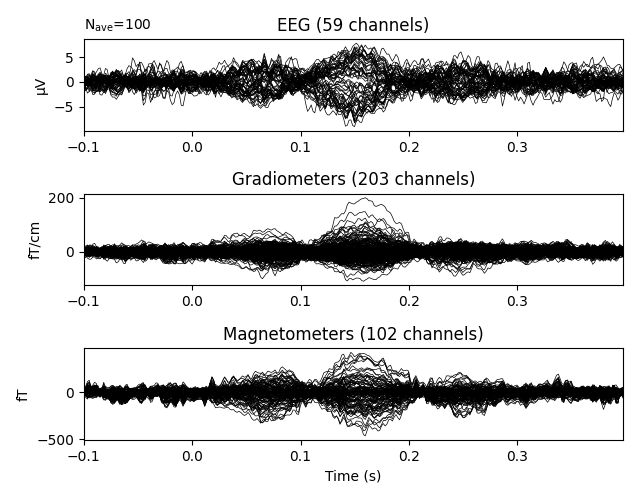 N_ave=100
EEG (59 channels)
5
0
−5
µV
−0.1 0.0 0.1 0.2 0.3
Gradiometers (203 channels)
200
0
fT/cm
−0.1 0.0 0.1 0.2 0.3
Magnetometers (102 channels)
0
−500
fT
−0.1 0.0 0.1 0.2 0.3
Time (s)